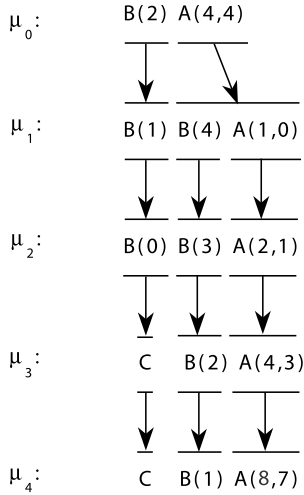 μ0: B(2) A(4,4)
μ1: B(1) B(4) A(1,0)
μ2: B(0) B(3) A(2,1)
μ3: C B(2) A(4,3)
μ4: C B(1) A(8,7)